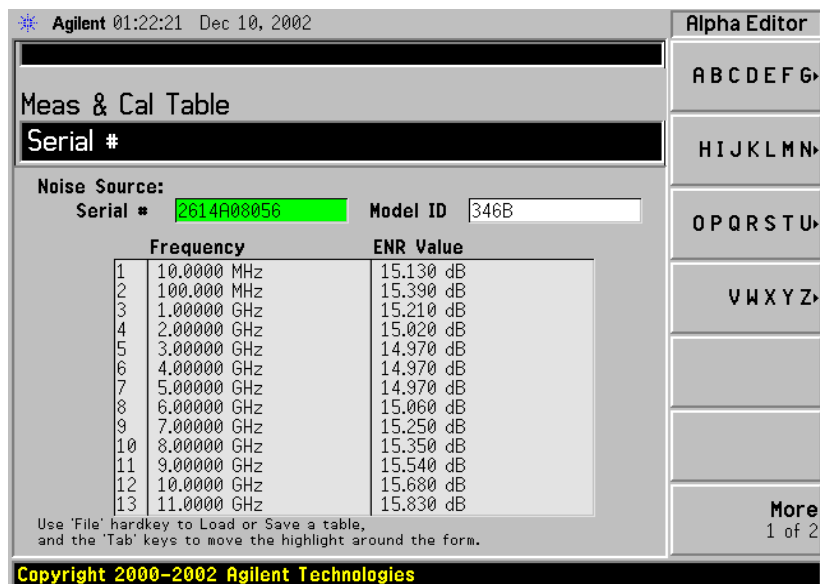 Agilent 01:22:21 Dec 10, 2002
Alpha Editor
Meas & Cal Table
Serial #
Noise Source:
Serial # 2614A08056 Model ID 346B
Frequency ENR Value
1 10.0000 MHz 15.130 dB
2 100.000 MHz 15.390 dB
3 1.00000 GHz 15.210 dB
4 2.00000 GHz 15.020 dB
5 3.00000 GHz 14.970 dB
6 4.00000 GHz 14.970 dB
7 5.00000 GHz 14.970 dB
8 6.00000 GHz 15.060 dB
9 7.00000 GHz 15.250 dB
10 8.00000 GHz 15.350 dB
11 9.00000 GHz 15.540 dB
12 10.0000 GHz 15.680 dB
13 11.0000 GHz 15.830 dB
Use 'File' hardkey to Load or Save a table,
and the 'Tab' keys to move the highlight around the form.
A B C D E F G
H I J K L M N
O P Q R S T U
V W X Y Z
More
1 of 2
Copyright 2000-2002 Agilent Technologies